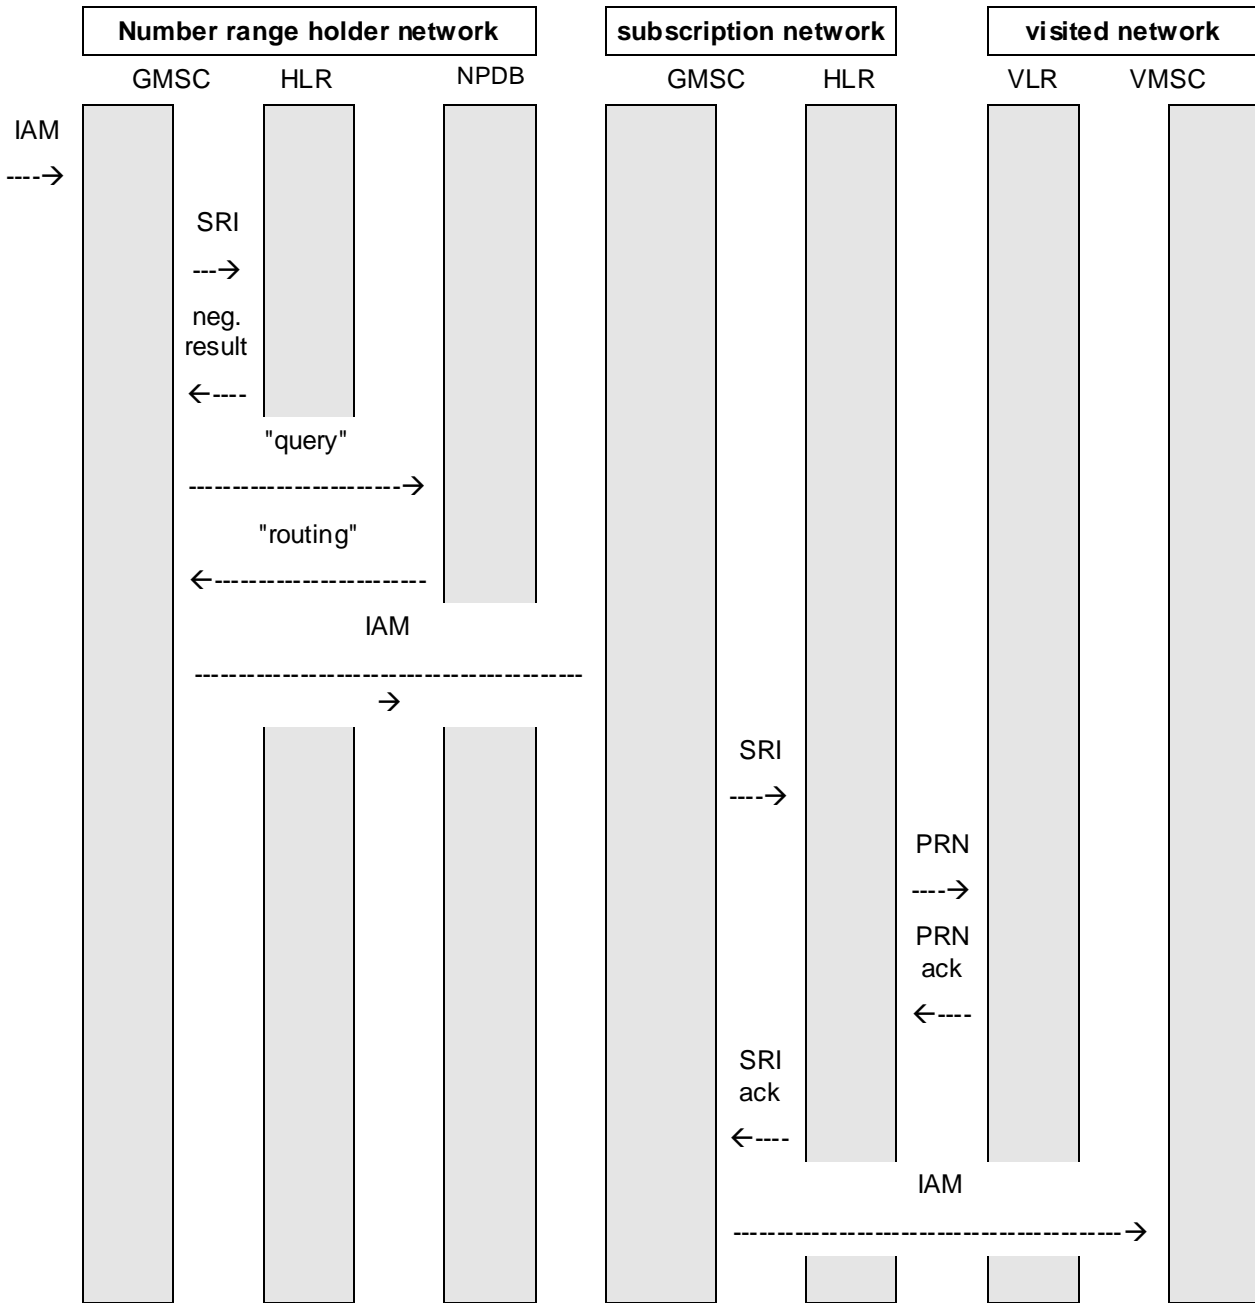 Number range holder network
subscription network
visited network
GMSC HLR NPDB GMSC HLR VLR VMSC
IAM
---->
SRI
--->
neg.
result
<----
"query"
------------------------>
"routing"
<------------------------
IAM
--------------------------------------------
>
SRI
---->
PRN
---->
PRN
ack
<----
SRI
ack
<----
IAM
-------------------------------------------->